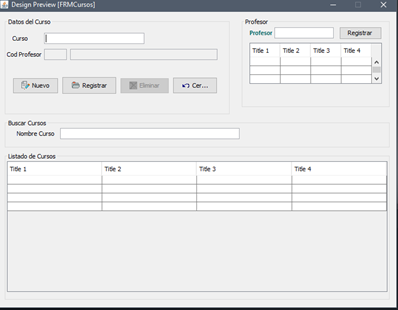 Design Preview [FRMCursos]
Datos del Curso
Curso
Cod Profesor
Nuevo
Registrar
Eliminar
Cer...
Profesor
Profesor
Registrar
Title 1 Title 2 Title 3 Title 4
Buscar Cursos
Nombre Curso
Listado de Cursos
Title 1 Title 2 Title 3 Title 4